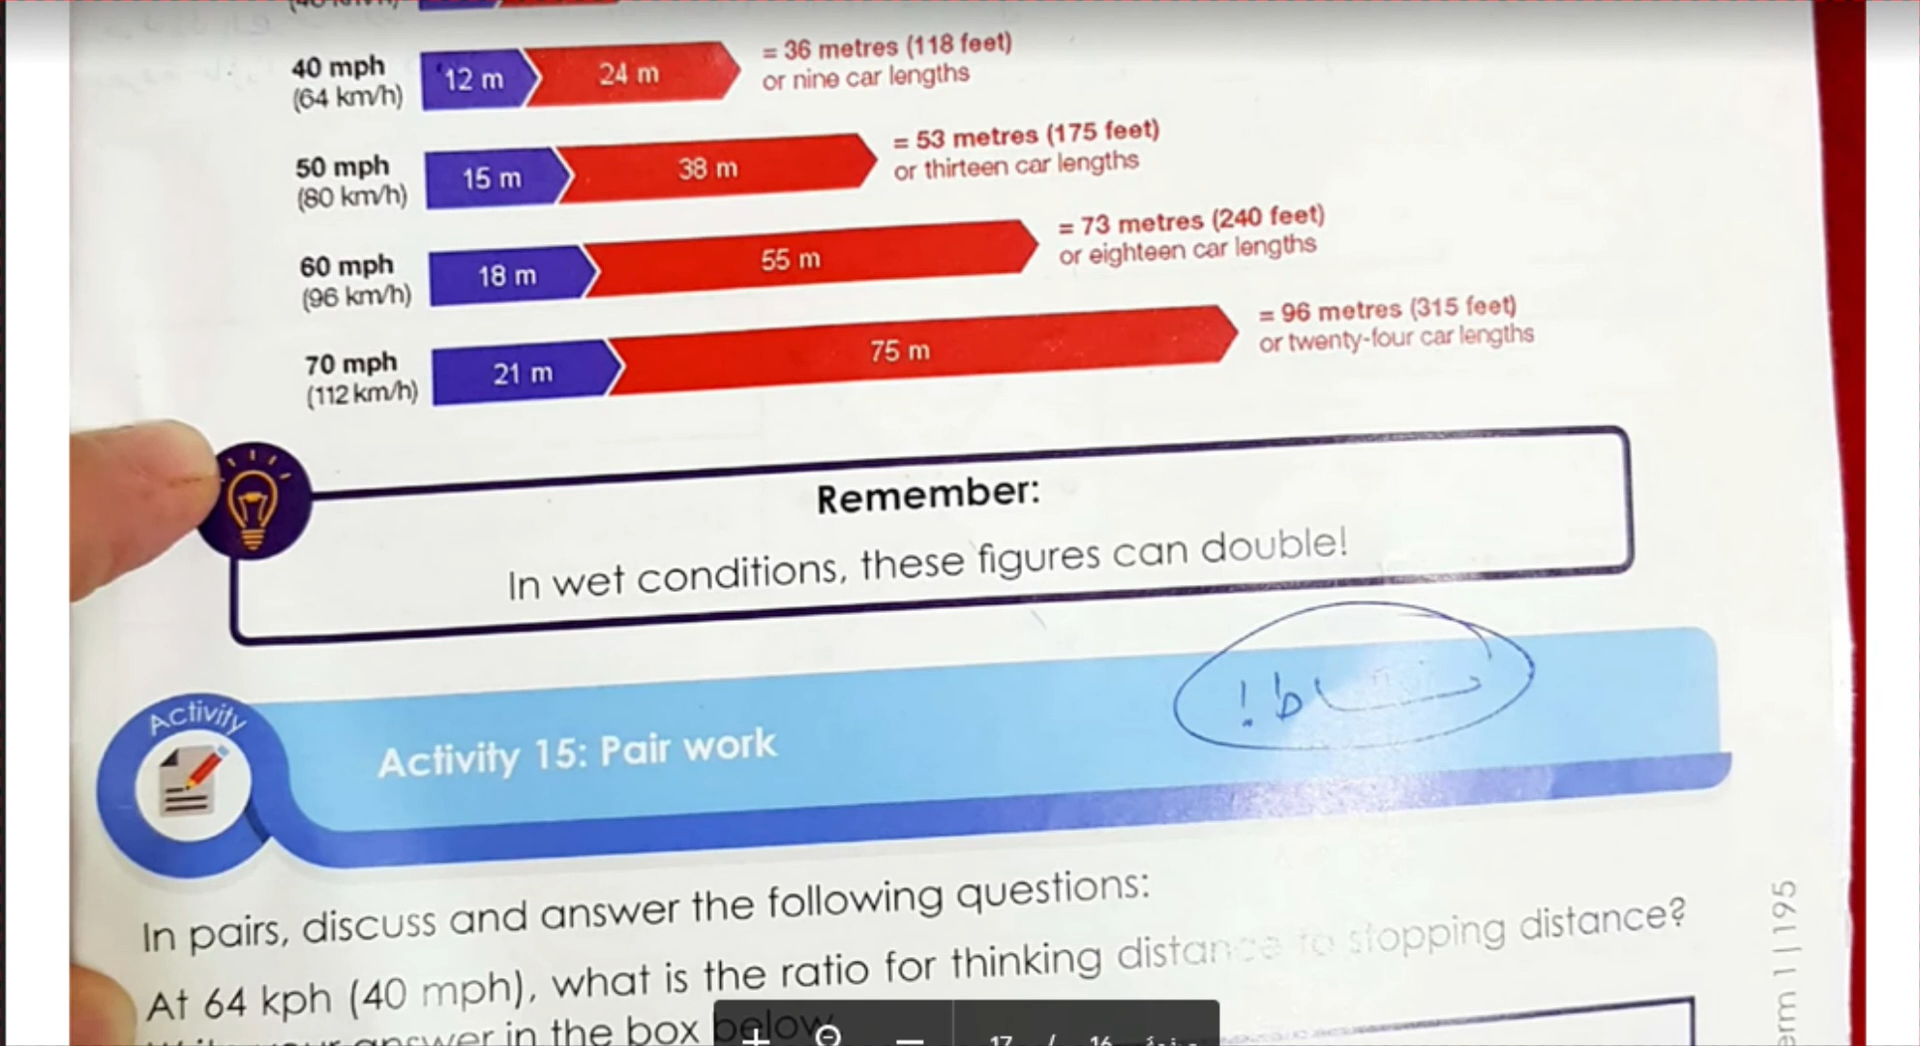 40 mph
(64 km/h)
12 m
24 m
= 36 metres (118 feet)
or nine car lengths
50 mph
(80 km/h)
15 m
38 m
= 53 metres (175 feet)
or thirteen car lengths
60 mph
(96 km/h)
18 m
55 m
= 73 metres (240 feet)
or eighteen car lengths
70 mph
(112 km/h)
21 m
75 m
= 96 metres (315 feet)
or twenty-four car lengths
Remember:
In wet conditions, these figures can double!
Activity
Activity 15: Pair work
In pairs, discuss and answer the following questions:
At 64 kph (40 mph), what is the ratio for thinking distance to stopping distance?
answer in the box below
erm 1 | 195
17 / 16